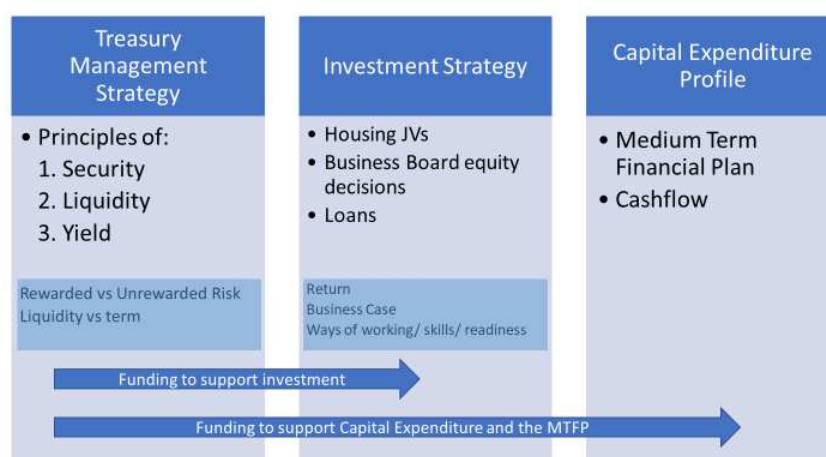 Treasury
Management
Strategy
• Principles of:
1. Security
2. Liquidity
3. Yield
Rewarded vs Unrewarded Risk
Liquidity vs term
Investment Strategy
• Housing JVs
• Business Board equity
decisions
• Loans
Return
Business Case
Ways of working/ skills/ readiness
Capital Expenditure
Profile
• Medium Term
Financial Plan
• Cashflow
Funding to support investment
Funding to support Capital Expenditure and the MTFP